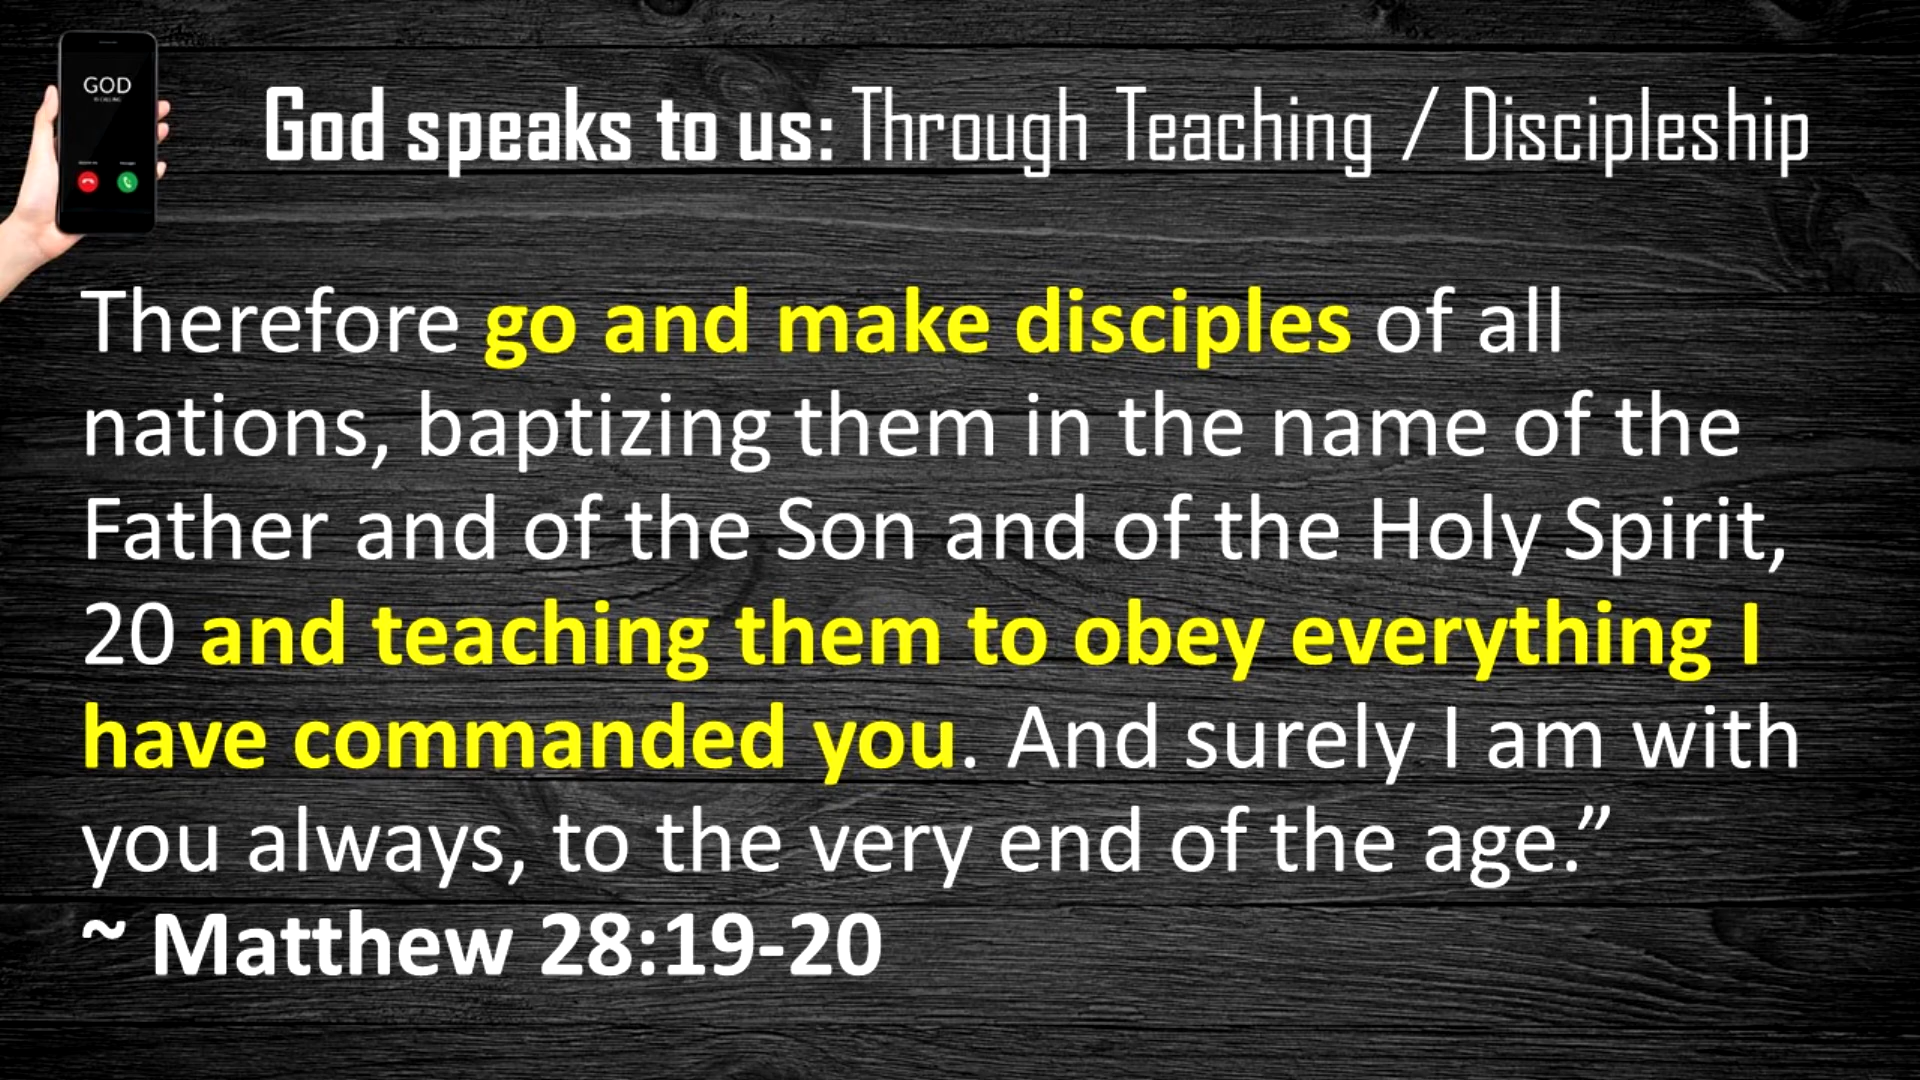 GOD
IS CALLING
God speaks to us: Through Teaching / Discipleship
Therefore go and make disciples of all
nations, baptizing them in the name of the
Father and of the Son and of the Holy Spirit,
20 and teaching them to obey everything I
have commanded you. And surely I am with
you always, to the very end of the age.”
~ Matthew 28:19-20